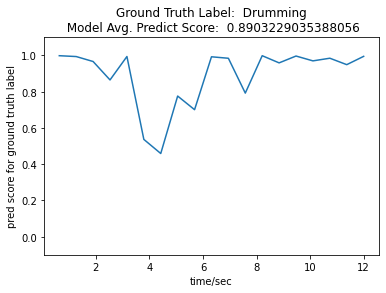 Ground Truth Label:  Drumming
Model Avg. Predict Score:  0.8903229035388056
pred score for ground truth label
1.0
0.8
0.6
0.4
0.2
0.0
2 4 6 8 10 12
time/sec